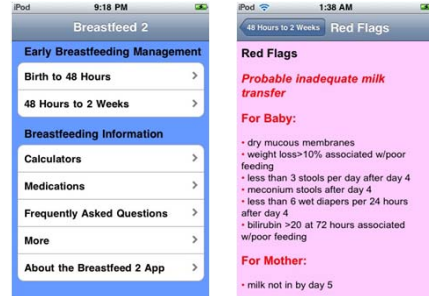 iPod 9:18 PM
Breastfeed 2
Early Breastfeeding Management
Birth to 48 Hours
48 Hours to 2 Weeks
Breastfeeding Information
Calculators
Medications
Frequently Asked Questions
More
About the Breastfeed 2 App
iPod 1:38 AM
48 Hours to 2 Weeks Red Flags
Red Flags
Probable inadequate milk
transfer
For Baby:
• dry mucous membranes
• weight loss>10% associated w/poor
feeding
• less than 3 stools per day after day 4
• meconium stools after day 4
• less than 6 wet diapers per 24 hours
after day 4
• bilirubin >20 at 72 hours associated
w/poor feeding
For Mother:
• milk not in by day 5